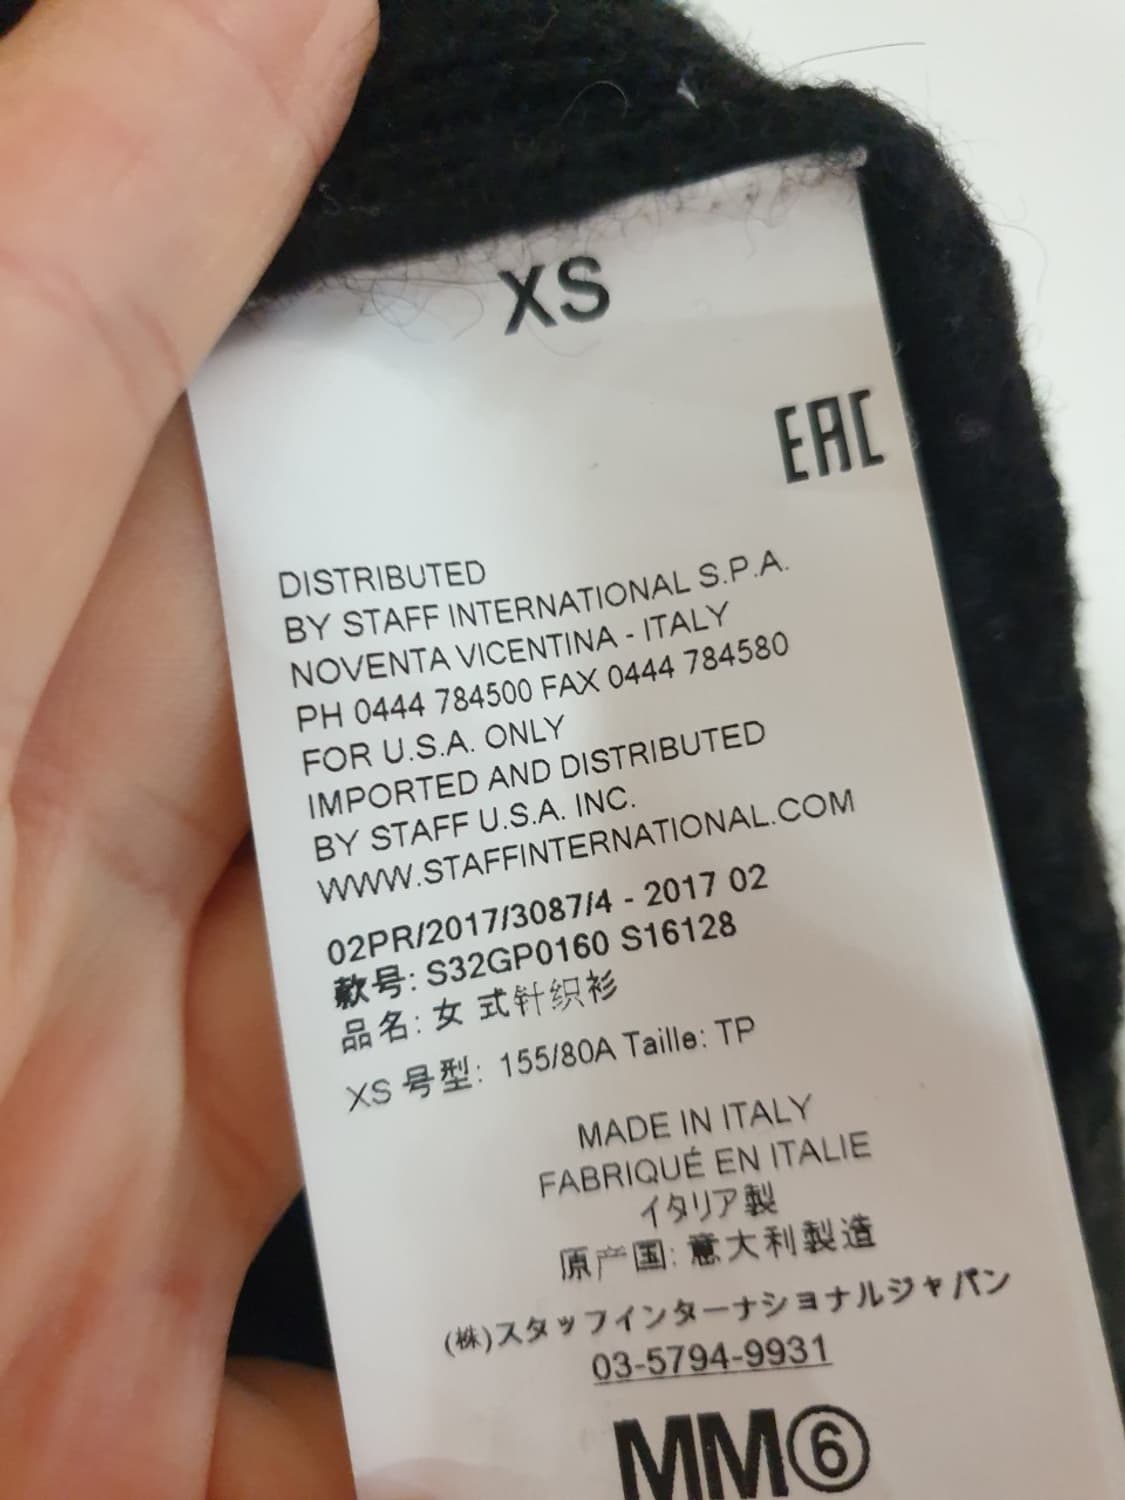 XS
EAC
DISTRIBUTED
BY STAFF INTERNATIONAL S.P.A.
NOVENTA VICENTINA - ITALY
PH 0444 784500 FAX 0444 784580
FOR U.S.A. ONLY
IMPORTED AND DISTRIBUTED
BY STAFF U.S.A. INC.
WWW.STAFFINTERNATIONAL.COM
02PR/2017/3087/4 - 2017 02
款号: S32GP0160 S16128
品名: 女 式针织衫
XS 号型: 155/80A Taille: TP
MADE IN ITALY
FABRIQUÉ EN ITALIE
イタリア製
原产国: 意大利製造
(株)スタッフインターナショナルジャパン
03-5794-9931
MM⑥